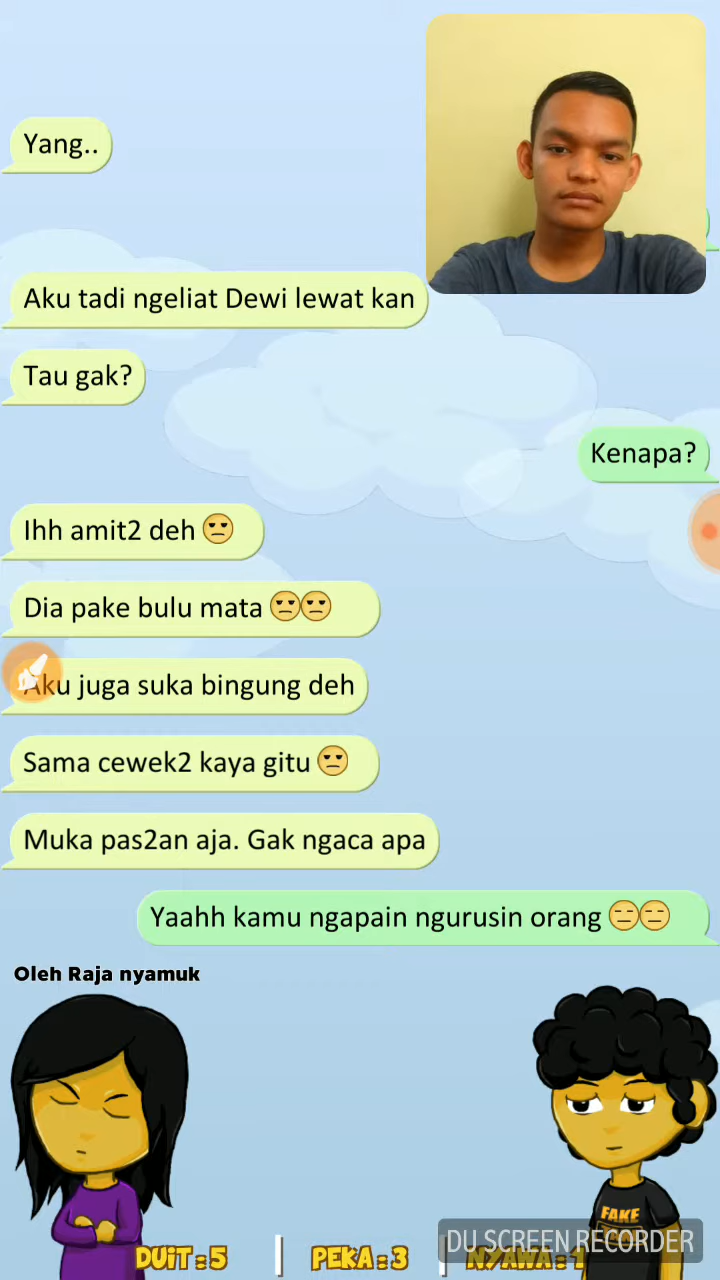 Yang..
Aku tadi ngeliat Dewi lewat kan
Tau gak?
Kenapa?
Ihh amit2 deh 😒
Dia pake bulu mata 😒😒
Aku juga suka bingung deh
Sama cewek2 kaya gitu 😒
Muka pas2an aja. Gak ngaca apa
Yaahh kamu ngapain ngurusin orang 😑😑
Oleh Raja nyamuk
FAKE
DUIT : 5 | PEKA : 3 | NYAWA : 1
DU SCREEN RECORDER